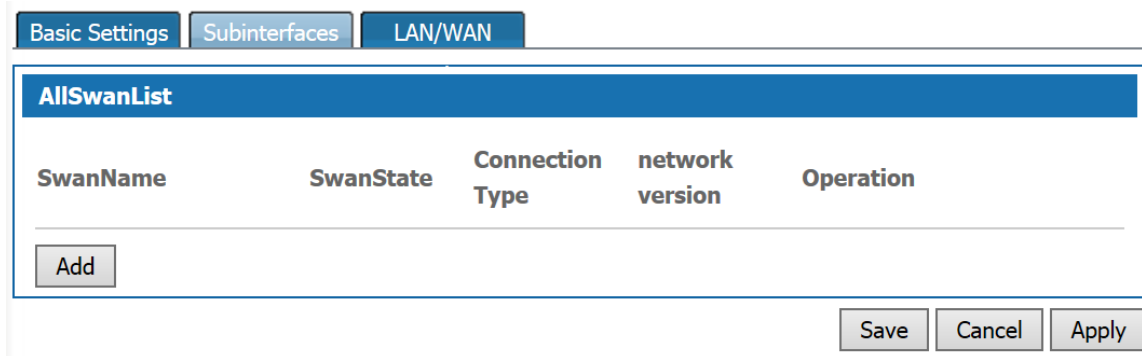 Basic Settings Subinterfaces LAN/WAN
AllSwanList
SwanName SwanState Connection Type network version Operation
Add
Save Cancel Apply